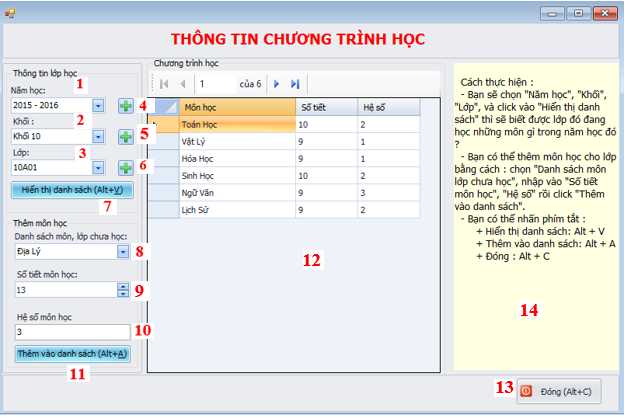 THÔNG TIN CHƯƠNG TRÌNH HỌC
Thông tin lớp học
1
Năm học:
2015 - 2016
4
2
Khối :
Khối 10
5
3
Lớp:
10A01
6
Hiển thị danh sách (Alt+V)
7
Thêm môn học
Danh sách môn, lớp chưa học:
Địa Lý
8
Số tiết môn học:
13
9
Hệ số môn học
3
10
Thêm vào danh sách (Alt+A)
11
Chương trình học
1 của 6
Môn học Số tiết Hệ số
Toán Học 10 2
Vật Lý 9 1
Hóa Học 9 1
Sinh Học 10 2
Ngữ Văn 9 3
Lịch Sử 9 2
12
Cách thực hiện :
- Bạn sẽ chọn "Năm học", "Khối",
"Lớp", và click vào "Hiển thị danh
sách" thì sẽ biết được lớp đó đang
học những môn gì trong năm học đó
?
- Bạn có thể thêm môn học cho lớp
bằng cách : chọn "Danh sách môn
lớp chưa học", nhập vào "Số tiết
môn học", "Hệ số" rồi click "Thêm
vào danh sách".
- Bạn có thể nhấn phím tắt :
+ Hiển thị danh sách: Alt + V
+ Thêm vào danh sách: Alt + A
+ Đóng : Alt + C
14
13
Đóng (Alt+C)